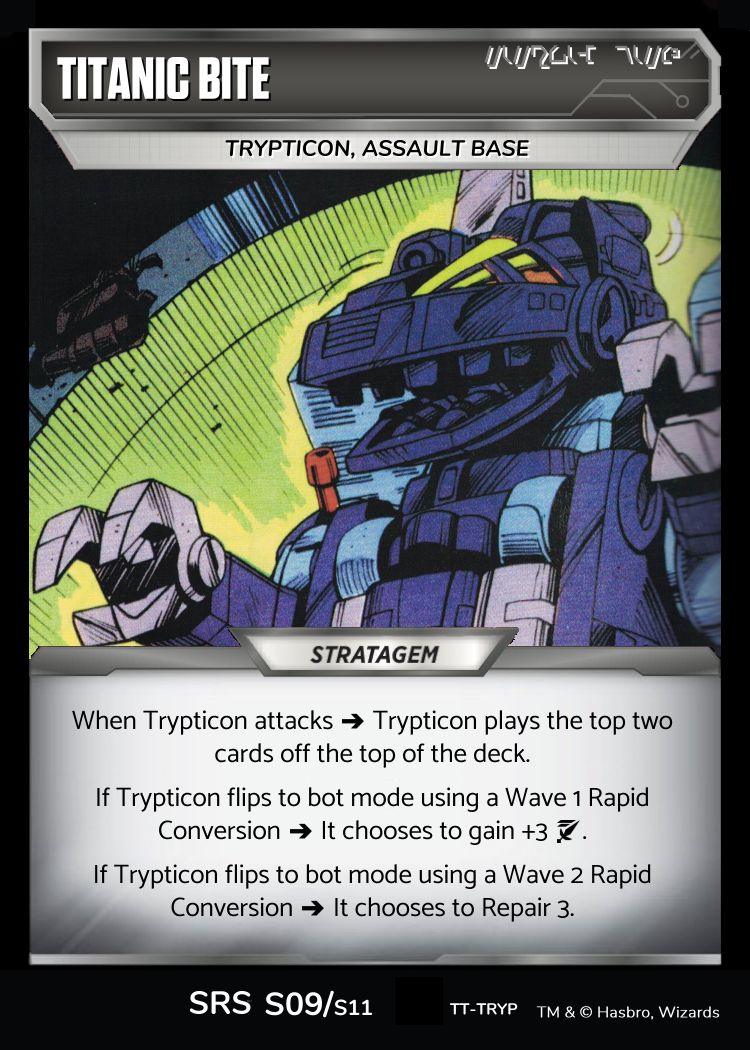 TITANIC BITE
TRYPTICON, ASSAULT BASE
STRATAGEM
When Trypticon attacks ➔ Trypticon plays the top two
cards off the top of the deck.
If Trypticon flips to bot mode using a Wave 1 Rapid
Conversion ➔ It chooses to gain +3 .
If Trypticon flips to bot mode using a Wave 2 Rapid
Conversion ➔ It chooses to Repair 3.
SRS S09/S11
TT-TRYP
TM & © Hasbro, Wizards